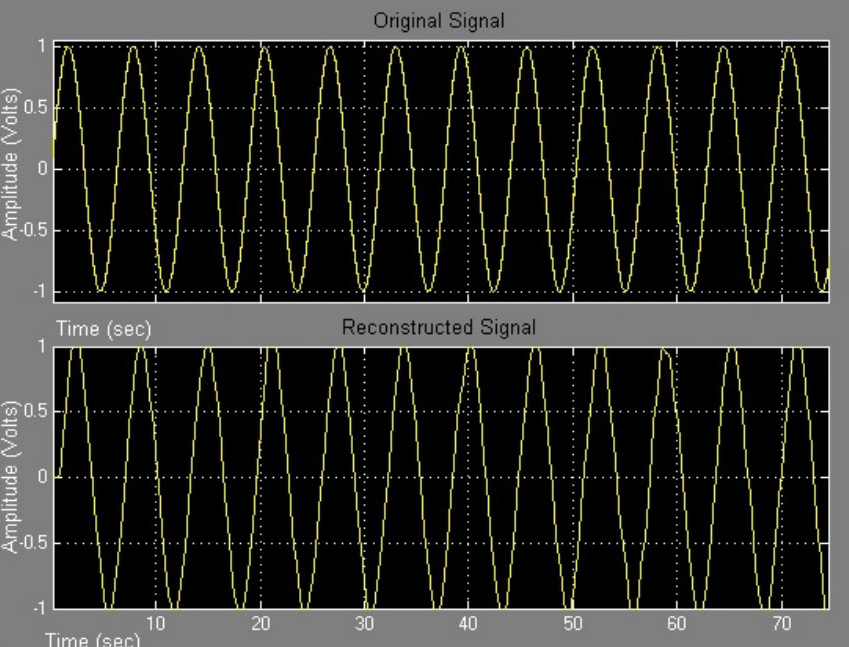 Original Signal
Amplitude (Volts)
1
0.5
0
-0.5
-1
Time (sec)
Reconstructed Signal
Amplitude (Volts)
1
0.5
0
-0.5
-1
10 20 30 40 50 60 70
Time (sec)